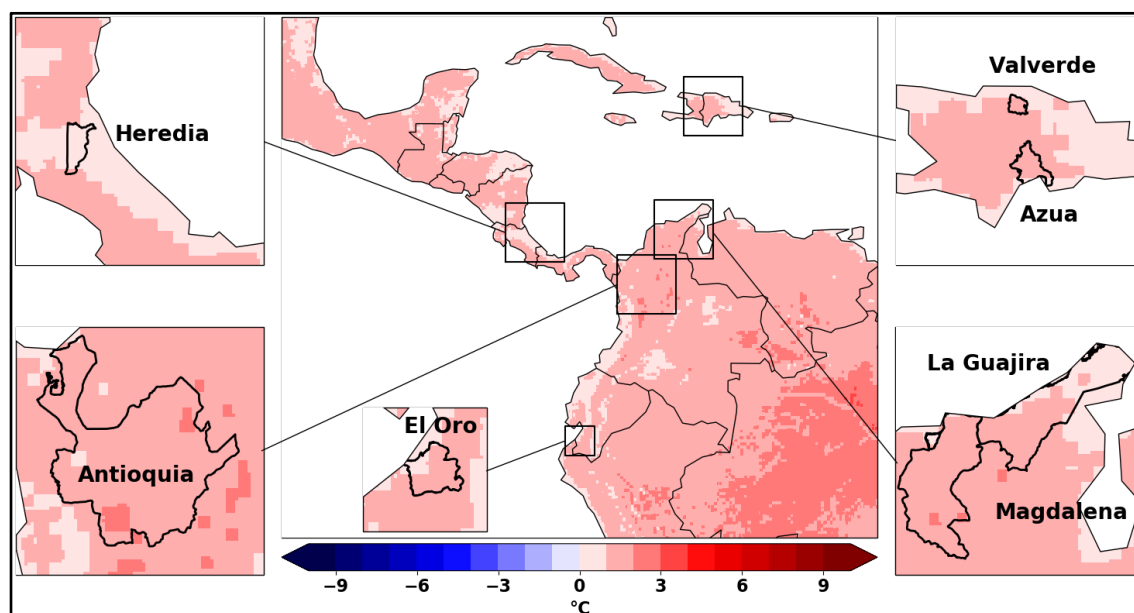 Heredia
Valverde
Azua
Antioquia
El Oro
La Guajira
Magdalena
−9 −6 −3 0 3 6 9
°C